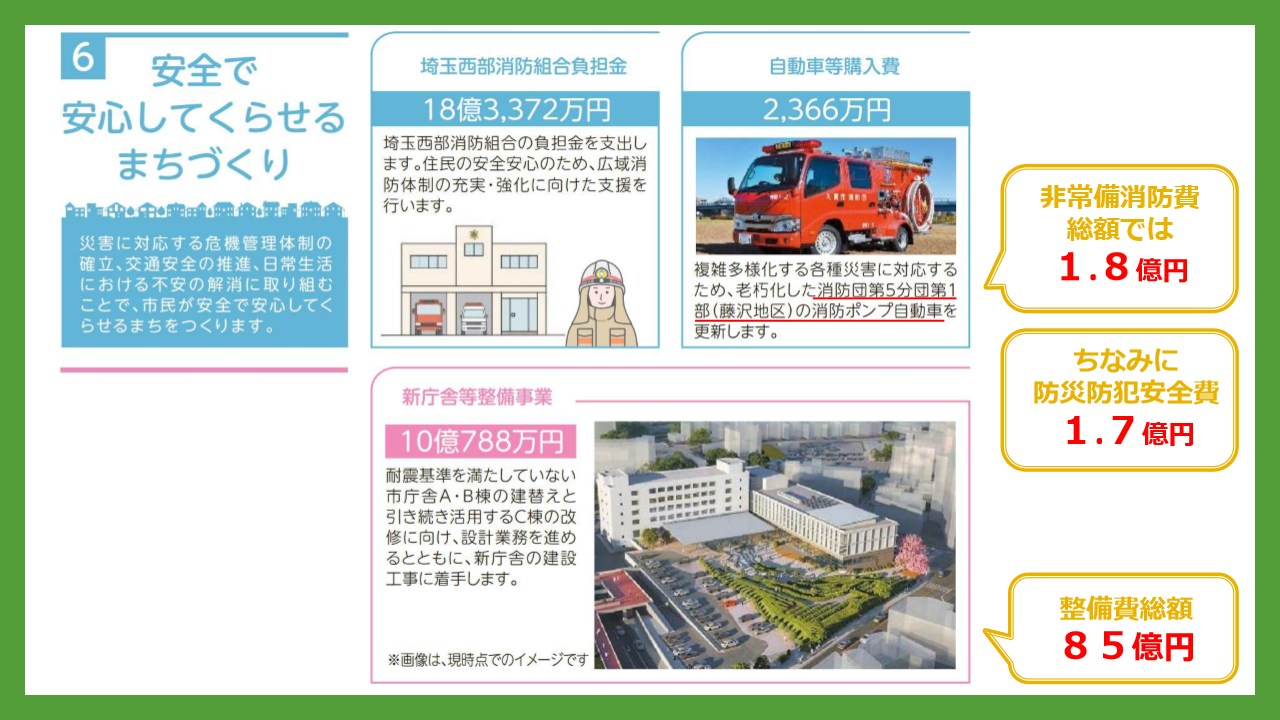 6
安全で
安心してくらせる
まちづくり
災害に対応する危機管理体制の
確立、交通安全の推進、日常生活
における不安の解消に取り組む
ことで、市民が安全で安心してく
らせるまちをつくります。
埼玉西部消防組合負担金
18億3,372万円
埼玉西部消防組合の負担金を支出し
ます。住民の安全安心のため、広域消
防体制の充実・強化に向けた支援を
行います。
自動車等購入費
2,366万円
複雑多様化する各種災害に対応する
ため、老朽化した消防団第5分団第1
部(藤沢地区)の消防ポンプ自動車を
更新します。
非常備消防費
総額では
1.8億円
ちなみに
防災防犯安全費
1.7億円
新庁舎等整備事業
10億788万円
耐震基準を満たしていない
市庁舎A・B棟の建替えと
引き続き活用するC棟の改
修に向け、設計業務を進め
るとともに、新庁舎の建設
工事に着手します。
※画像は、現時点でのイメージです
整備費総額
85億円